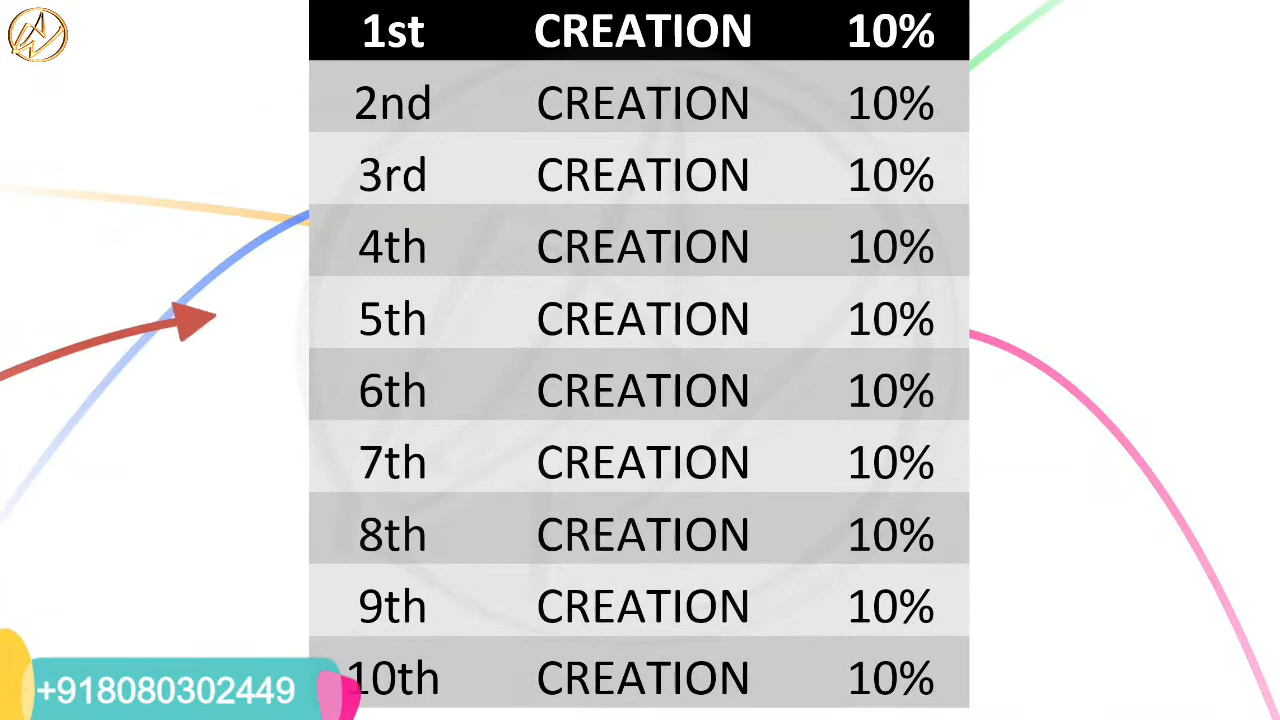 1st CREATION 10%
2nd CREATION 10%
3rd CREATION 10%
4th CREATION 10%
5th CREATION 10%
6th CREATION 10%
7th CREATION 10%
8th CREATION 10%
9th CREATION 10%
10th CREATION 10%
+918080302449